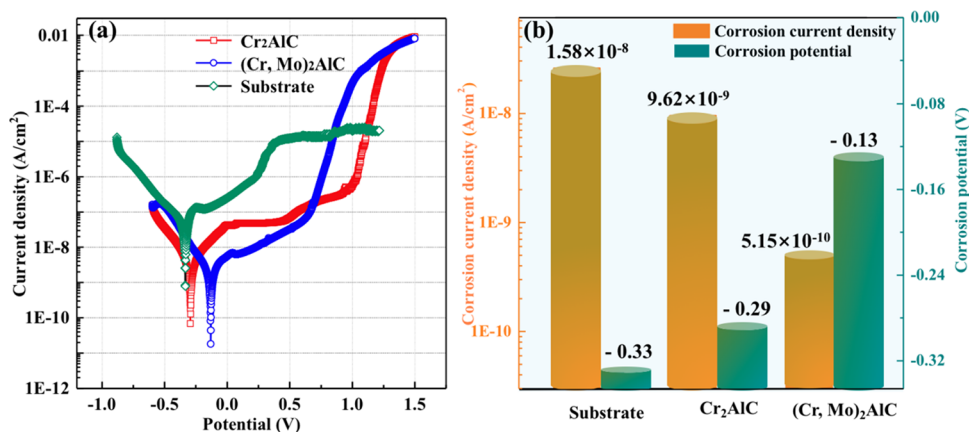 (a)
Cr₂AlC
(Cr, Mo)₂AlC
Substrate
Current density (A/cm²)
0.01
1E-4
1E-6
1E-8
1E-10
1E-12
-1.0 -0.5 0.0 0.5 1.0 1.5
Potential (V)
(b)
Corrosion current density
Corrosion potential
1.58×10⁻⁸
9.62×10⁻⁹
5.15×10⁻¹⁰
- 0.33
- 0.29
- 0.13
Corrosion current density (A/cm²)
1E-8
1E-9
1E-10
Substrate Cr₂AlC (Cr, Mo)₂AlC
0.00
-0.08
-0.16
-0.24
-0.32
Corrosion potential (V)